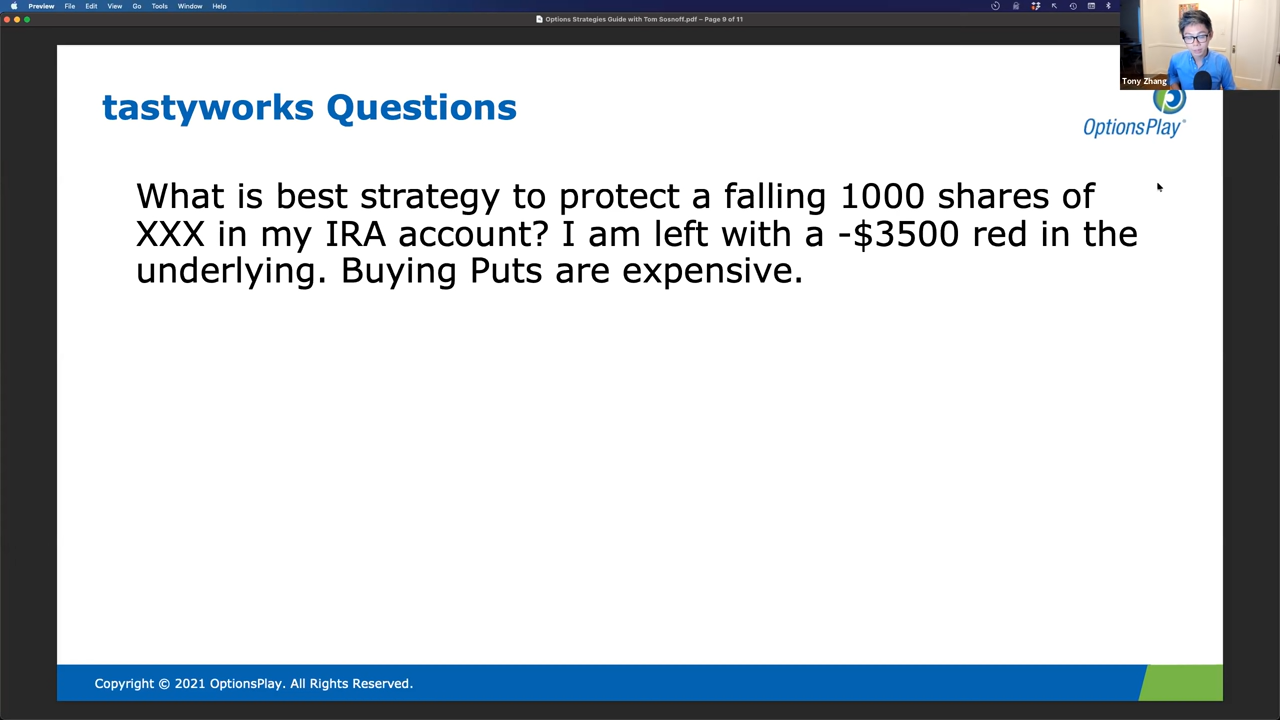 Preview File Edit View Go Tools Window Help
Options Strategies Guide with Tom Sosnoff.pdf – Page 9 of 11
Tony Zhang
tastyworks Questions
OptionsPlay
What is best strategy to protect a falling 1000 shares of
XXX in my IRA account? I am left with a -$3500 red in the
underlying. Buying Puts are expensive.
Copyright © 2021 OptionsPlay. All Rights Reserved.